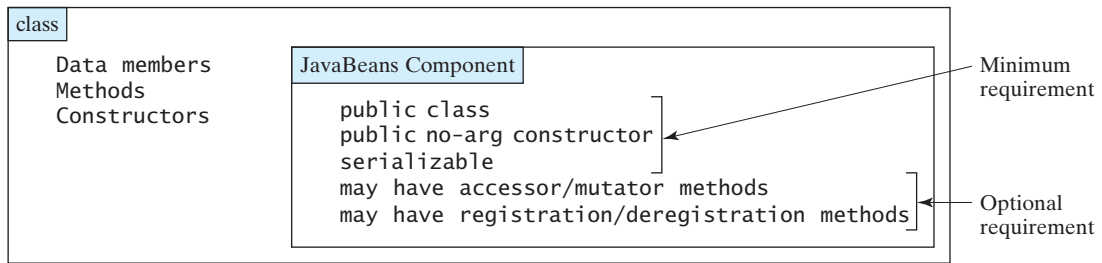 class
Data members
Methods
Constructors
JavaBeans Component
public class
public no-arg constructor
serializable
may have accessor/mutator methods
may have registration/deregistration methods
Minimum
requirement
Optional
requirement